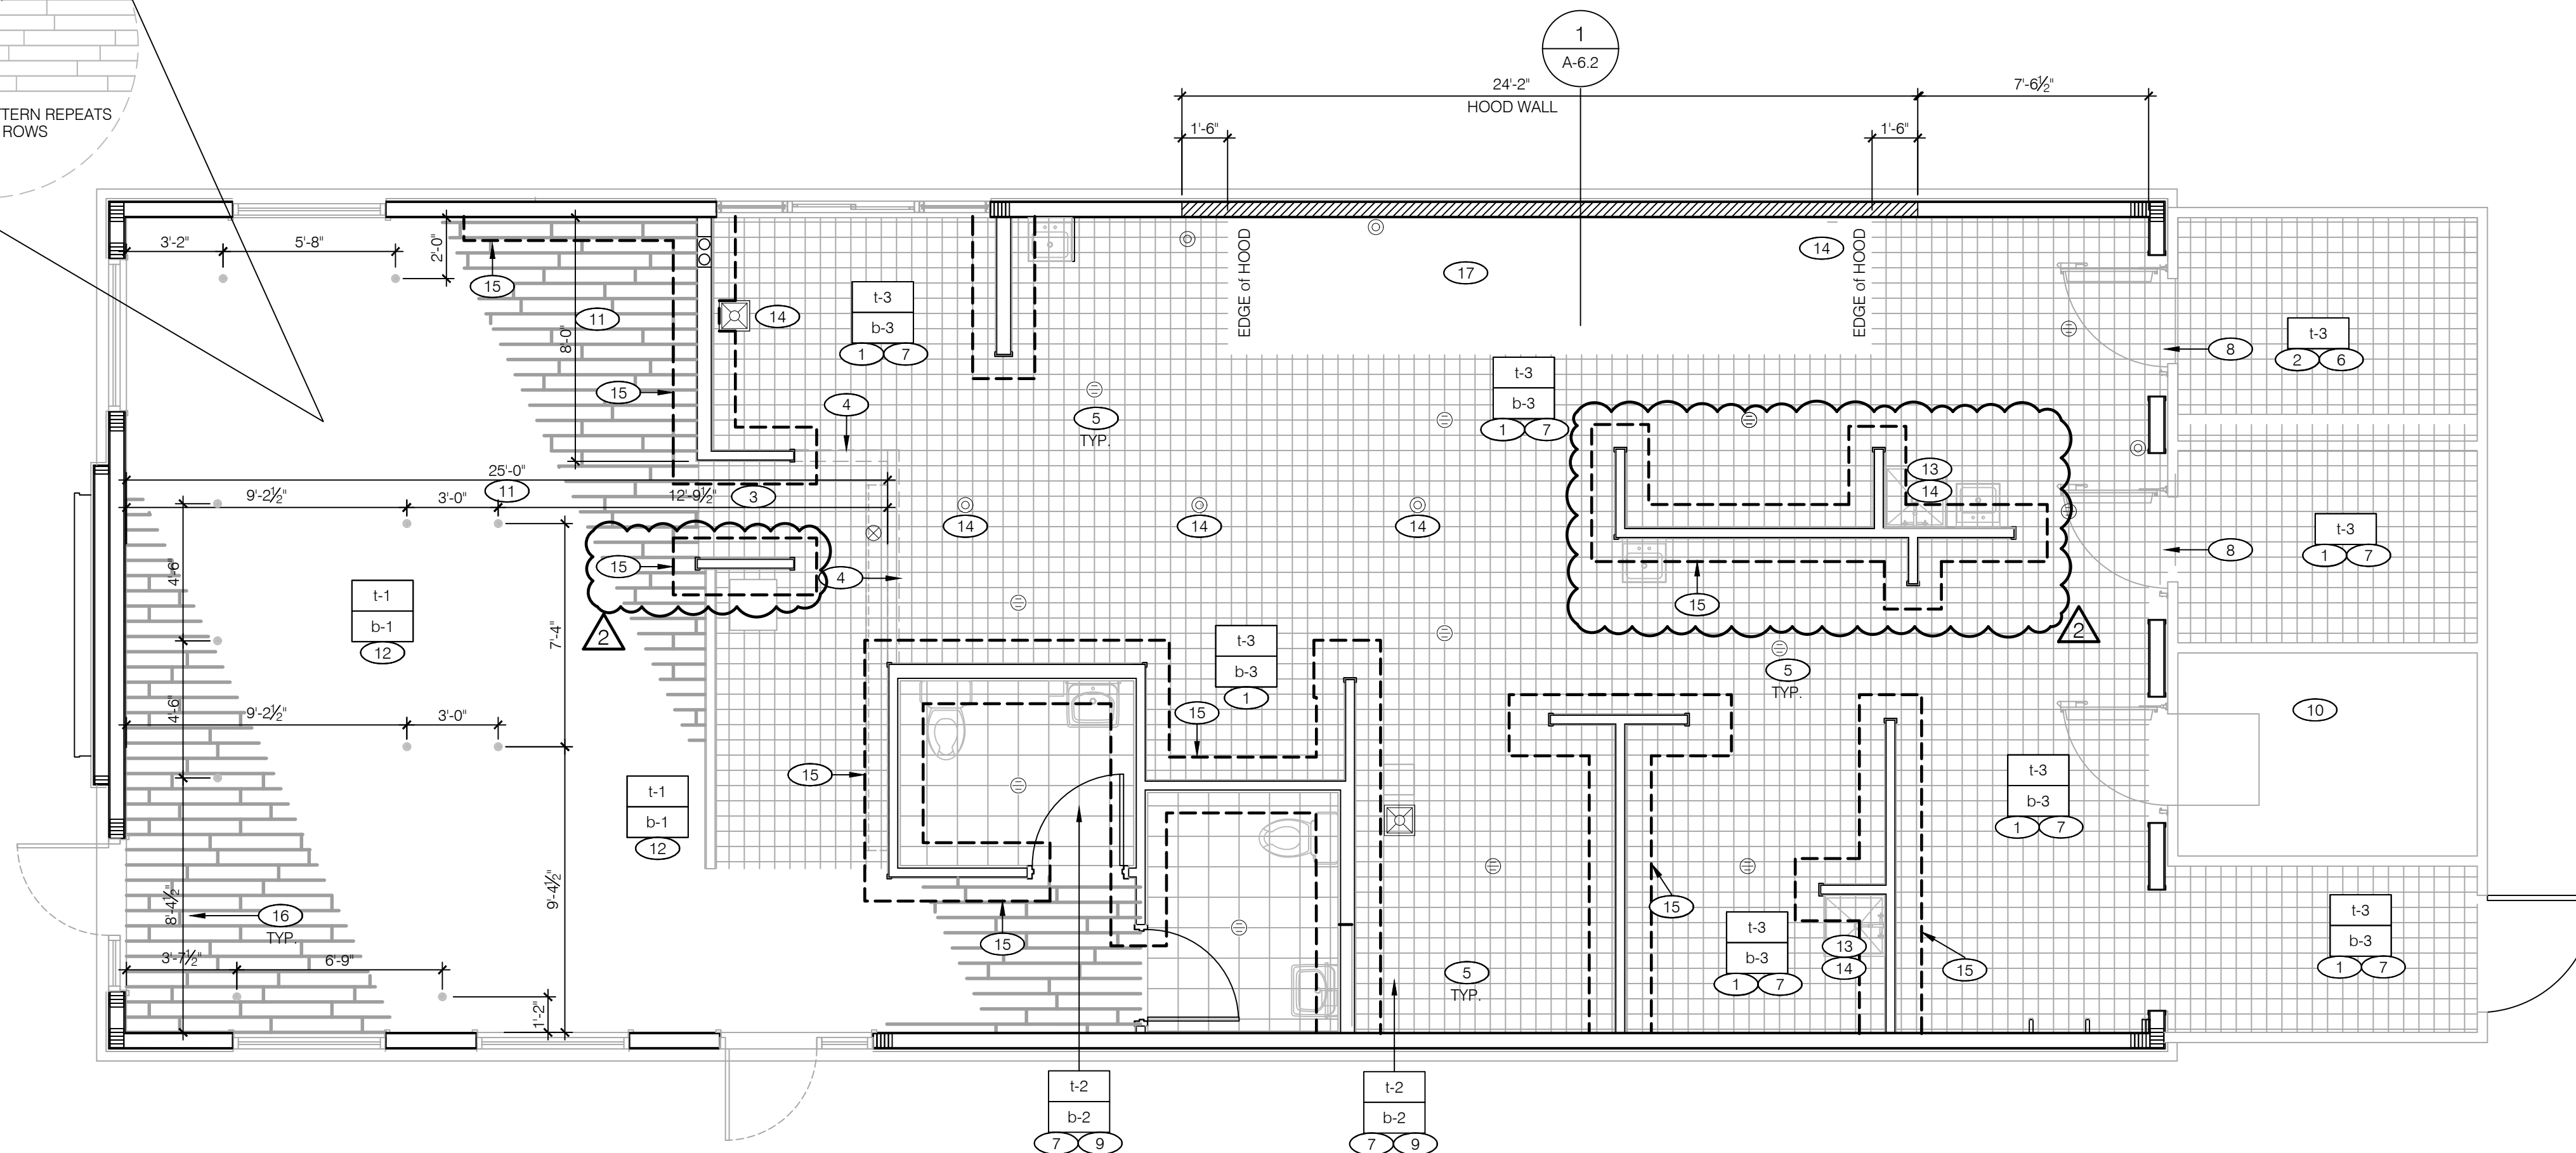 1
A-6.2
24'-2"
HOOD WALL
7'-6½"
1'-6"
1'-6"
TTERN REPEATS
ROWS
3'-2"
5'-8"
2'-0"
15
11
8'-0"
15
14
t-3
b-3
1 7
4
5
TYP.
EDGE of HOOD
17
14
EDGE of HOOD
t-3
b-3
1 7
8
t-3
2 6
25'-0"
11
9'-2½"
3'-0"
12'-9½"
3
14
14
14
13
14
15
8
t-3
1 7
4'-6"
15
4
2
2
t-1
b-1
12
7'-4"
t-3
b-3
1
15
5
TYP.
10
4'-6"
9'-2½"
3'-0"
15
t-1
b-1
12
t-3
b-3
1 7
8'-4½"
16
TYP.
9'-4½"
15
15
t-3
b-3
1 7
13
14
15
t-3
b-3
1 7
5
TYP.
3'-7½"
6'-9"
1'-2"
t-2
b-2
7 9
t-2
b-2
7 9